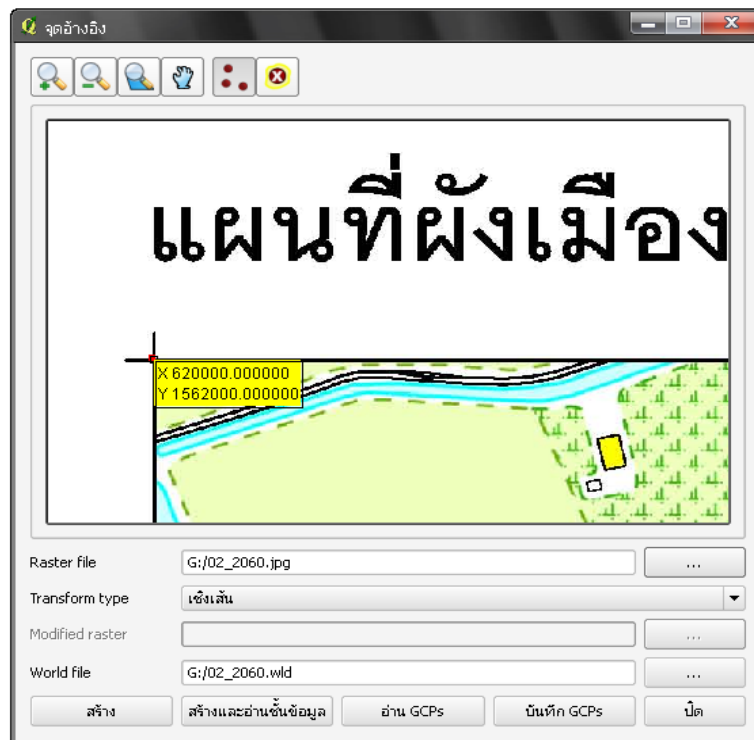 จุดอ้างอิง
แผนที่ผังเมือง
X 620000.000000
Y 1562000.000000
Raster file
G:/02_2060.jpg
...
Transform type
เชิงเส้น
Modified raster
...
World file
G:/02_2060.wld
...
สร้าง
สร้างและอ่านชั้นข้อมูล
อ่าน GCPs
บันทึก GCPs
ปิด